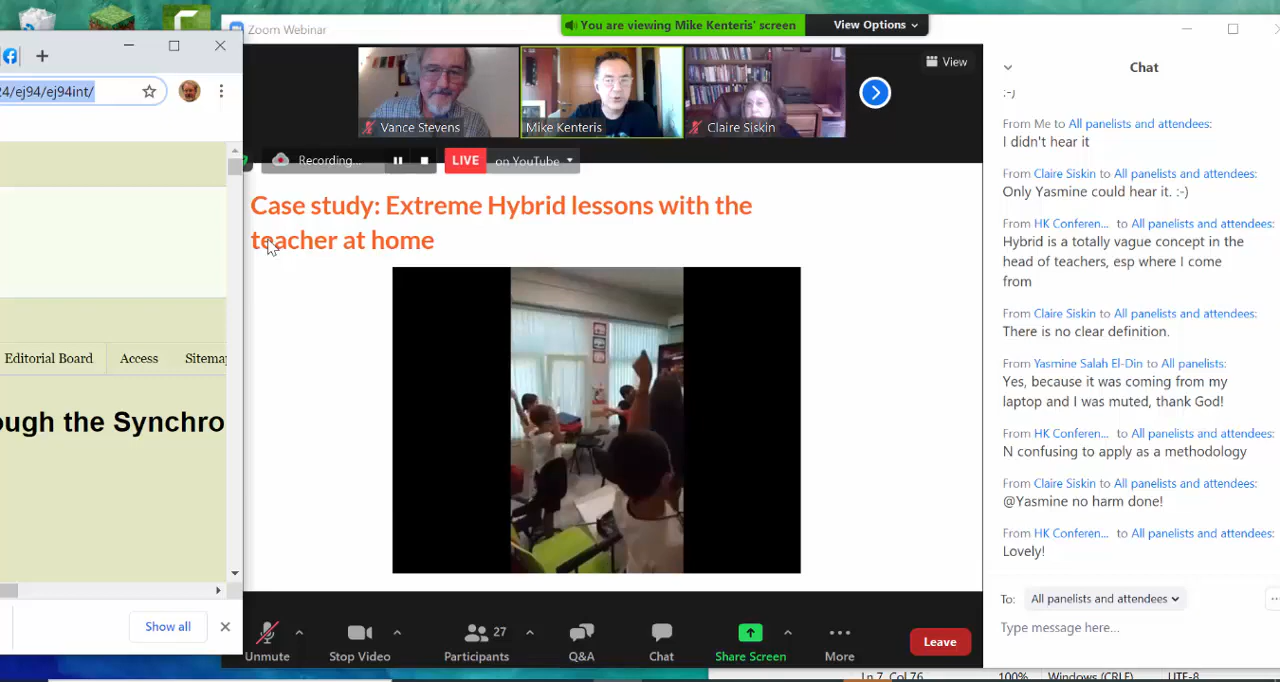 Zoom Webinar
You are viewing Mike Kenteris' screen
View Options
24/ej94/ej94int/
Vance Stevens
Mike Kenteris
Claire Siskin
View
Recording...
LIVE
on YouTube
Case study: Extreme Hybrid lessons with the
teacher at home
Editorial Board
Access
Sitema
ough the Synchro
Show all
Unmute
Stop Video
27
Participants
Q&A
Chat
Share Screen
More
Leave
Chat
:-)
From Me to All panelists and attendees:
I didn't hear it
From Claire Siskin to All panelists and attendees:
Only Yasmine could hear it. :-)
From HK Conferen... to All panelists and attendees:
Hybrid is a totally vague concept in the
head of teachers, esp where I come
from
From Claire Siskin to All panelists and attendees:
There is no clear definition.
From Yasmine Salah El-Din to All panelists:
Yes, because it was coming from my
laptop and I was muted, thank God!
From HK Conferen... to All panelists and attendees:
N confusing to apply as a methodology
From Claire Siskin to All panelists and attendees:
@Yasmine no harm done!
From HK Conferen... to All panelists and attendees:
Lovely!
To: All panelists and attendees
Type message here...
Ln 7, Col 76
100%
Windows (CRLF)
UTF-8